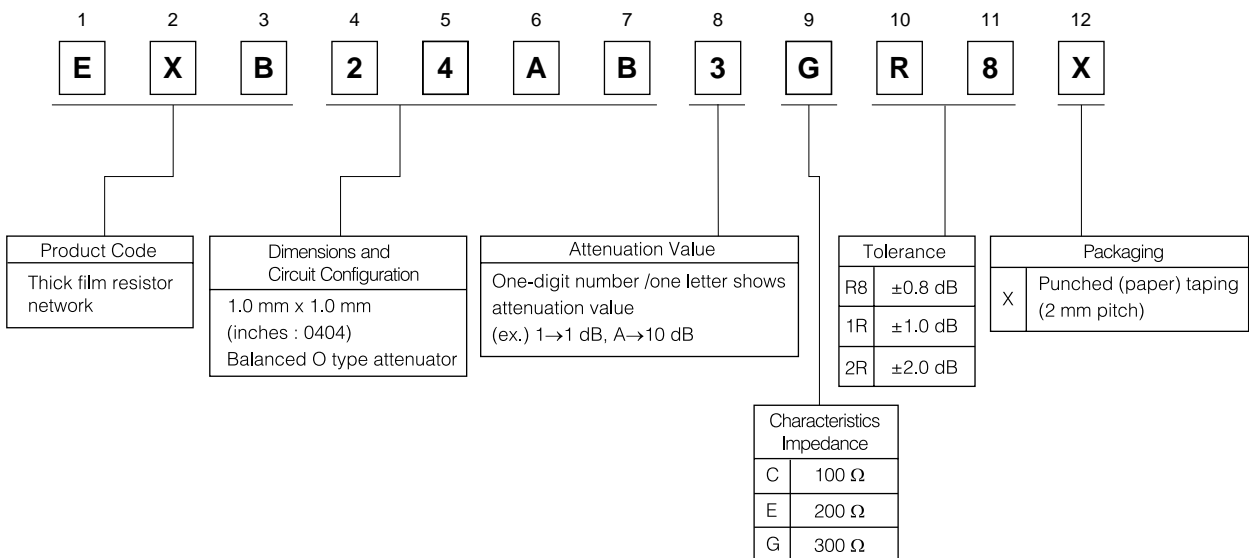 1 2 3 4 5 6 7 8 9 10 11 12
E X B 2 4 A B 3 G R 8 X
Product Code
Thick film resistor
network
Dimensions and
Circuit Configuration
1.0 mm x 1.0 mm
(inches : 0404)
Balanced O type attenuator
Attenuation Value
One-digit number /one letter shows
attenuation value
(ex.) 1→1 dB, A→10 dB
Characteristics
Impedance
C 100 Ω
E 200 Ω
G 300 Ω
Tolerance
R8 ±0.8 dB
1R ±1.0 dB
2R ±2.0 dB
Packaging
X Punched (paper) taping
(2 mm pitch)